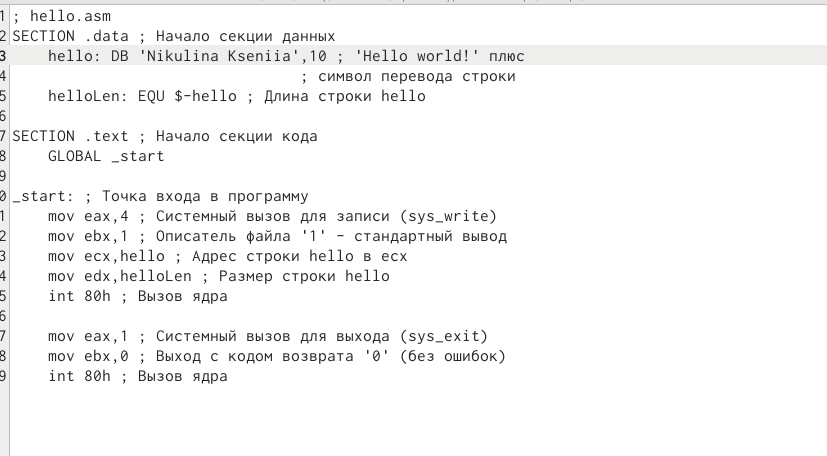 1 ; hello.asm
2 SECTION .data ; Начало секции данных
3 hello: DB 'Nikulina Kseniia',10 ; 'Hello world!' плюс
4 ; символ перевода строки
5 helloLen: EQU $-hello ; Длина строки hello
6
7 SECTION .text ; Начало секции кода
8 GLOBAL _start
9
0 _start: ; Точка входа в программу
1 mov eax,4 ; Системный вызов для записи (sys_write)
2 mov ebx,1 ; Описатель файла '1' - стандартный вывод
3 mov ecx,hello ; Адрес строки hello в ecx
4 mov edx,helloLen ; Размер строки hello
5 int 80h ; Вызов ядра
6
7 mov eax,1 ; Системный вызов для выхода (sys_exit)
8 mov ebx,0 ; Выход с кодом возврата '0' (без ошибок)
9 int 80h ; Вызов ядра